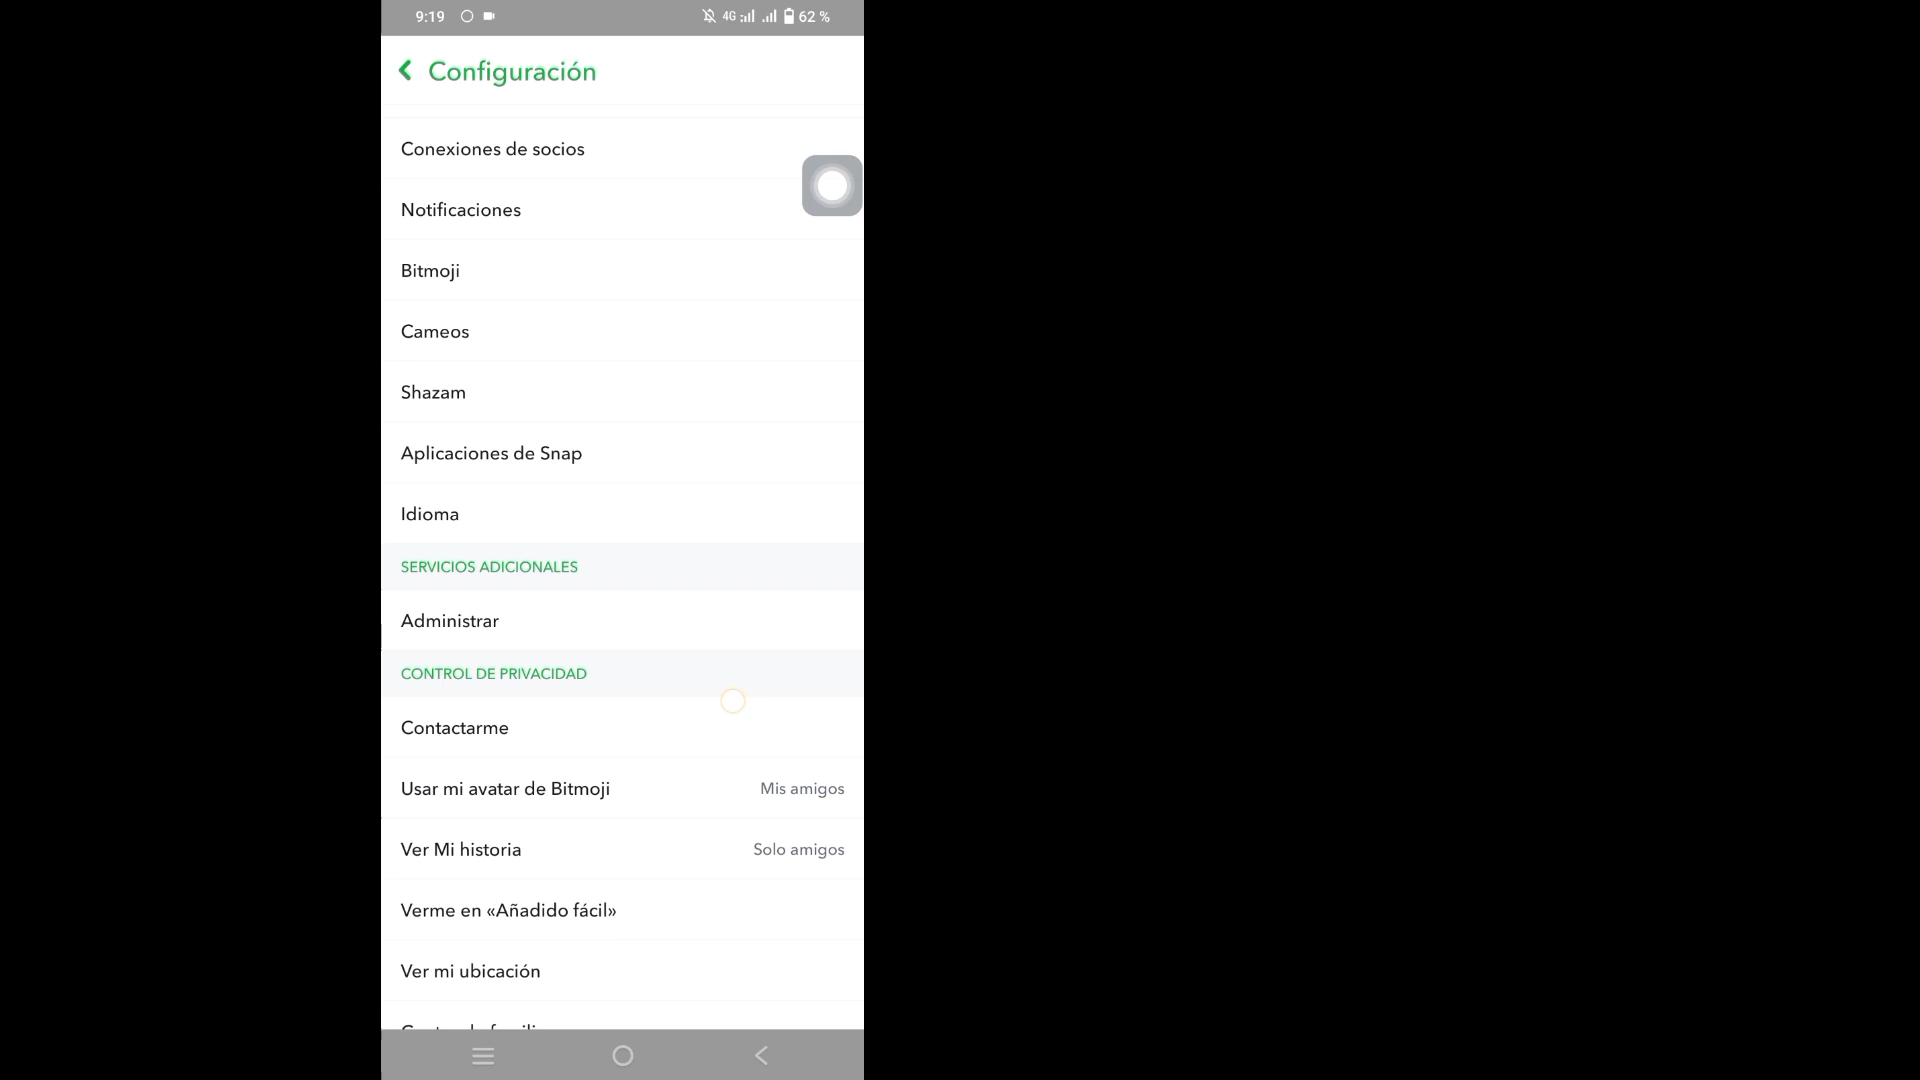 9:19 4G 62 %
Configuración
Conexiones de socios
Notificaciones
Bitmoji
Cameos
Shazam
Aplicaciones de Snap
Idioma
SERVICIOS ADICIONALES
Administrar
CONTROL DE PRIVACIDAD
Contactarme
Usar mi avatar de Bitmoji Mis amigos
Ver Mi historia Solo amigos
Verme en «Añadido fácil»
Ver mi ubicación